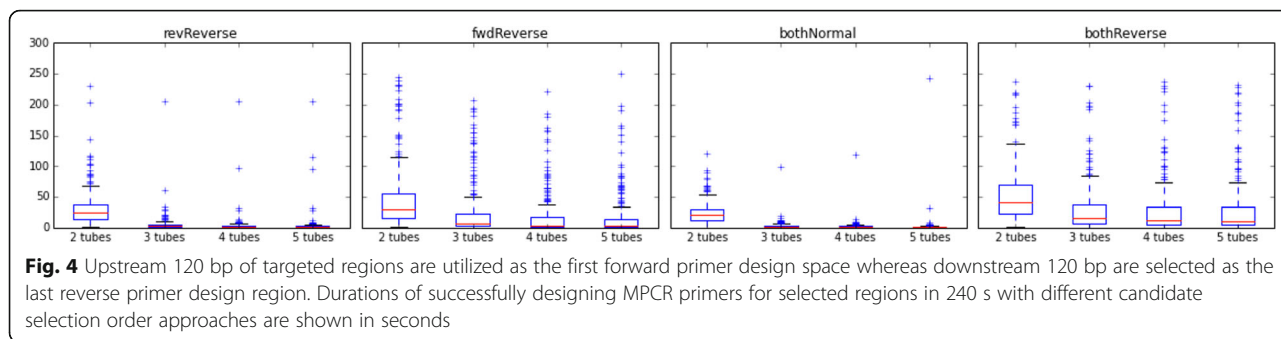 revReverse fwdReverse bothNormal bothReverse
300
250
200
150
100
50
0
2 tubes 3 tubes 4 tubes 5 tubes 2 tubes 3 tubes 4 tubes 5 tubes 2 tubes 3 tubes 4 tubes 5 tubes 2 tubes 3 tubes 4 tubes 5 tubes
Fig. 4 Upstream 120 bp of targeted regions are utilized as the first forward primer design space whereas downstream 120 bp are selected as the
last reverse primer design region. Durations of successfully designing MPCR primers for selected regions in 240 s with different candidate
selection order approaches are shown in seconds